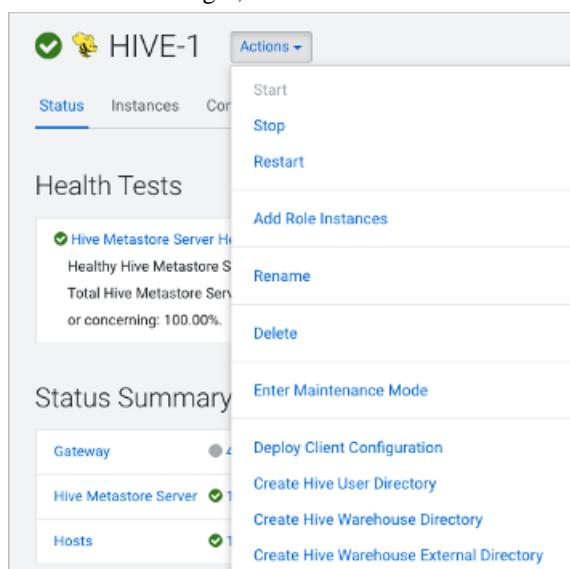 HIVE-1 Actions
Status Instances
Health Tests
Hive Metastore Server
Healthy Hive Metastore
Total Hive Metastore
or concerning: 100.00%.
Status Summary
Gateway
Hive Metastore Server 1
Hosts 1
Start
Stop
Restart
Add Role Instances
Rename
Delete
Enter Maintenance Mode
Deploy Client Configuration
Create Hive User Directory
Create Hive Warehouse Directory
Create Hive Warehouse External Directory